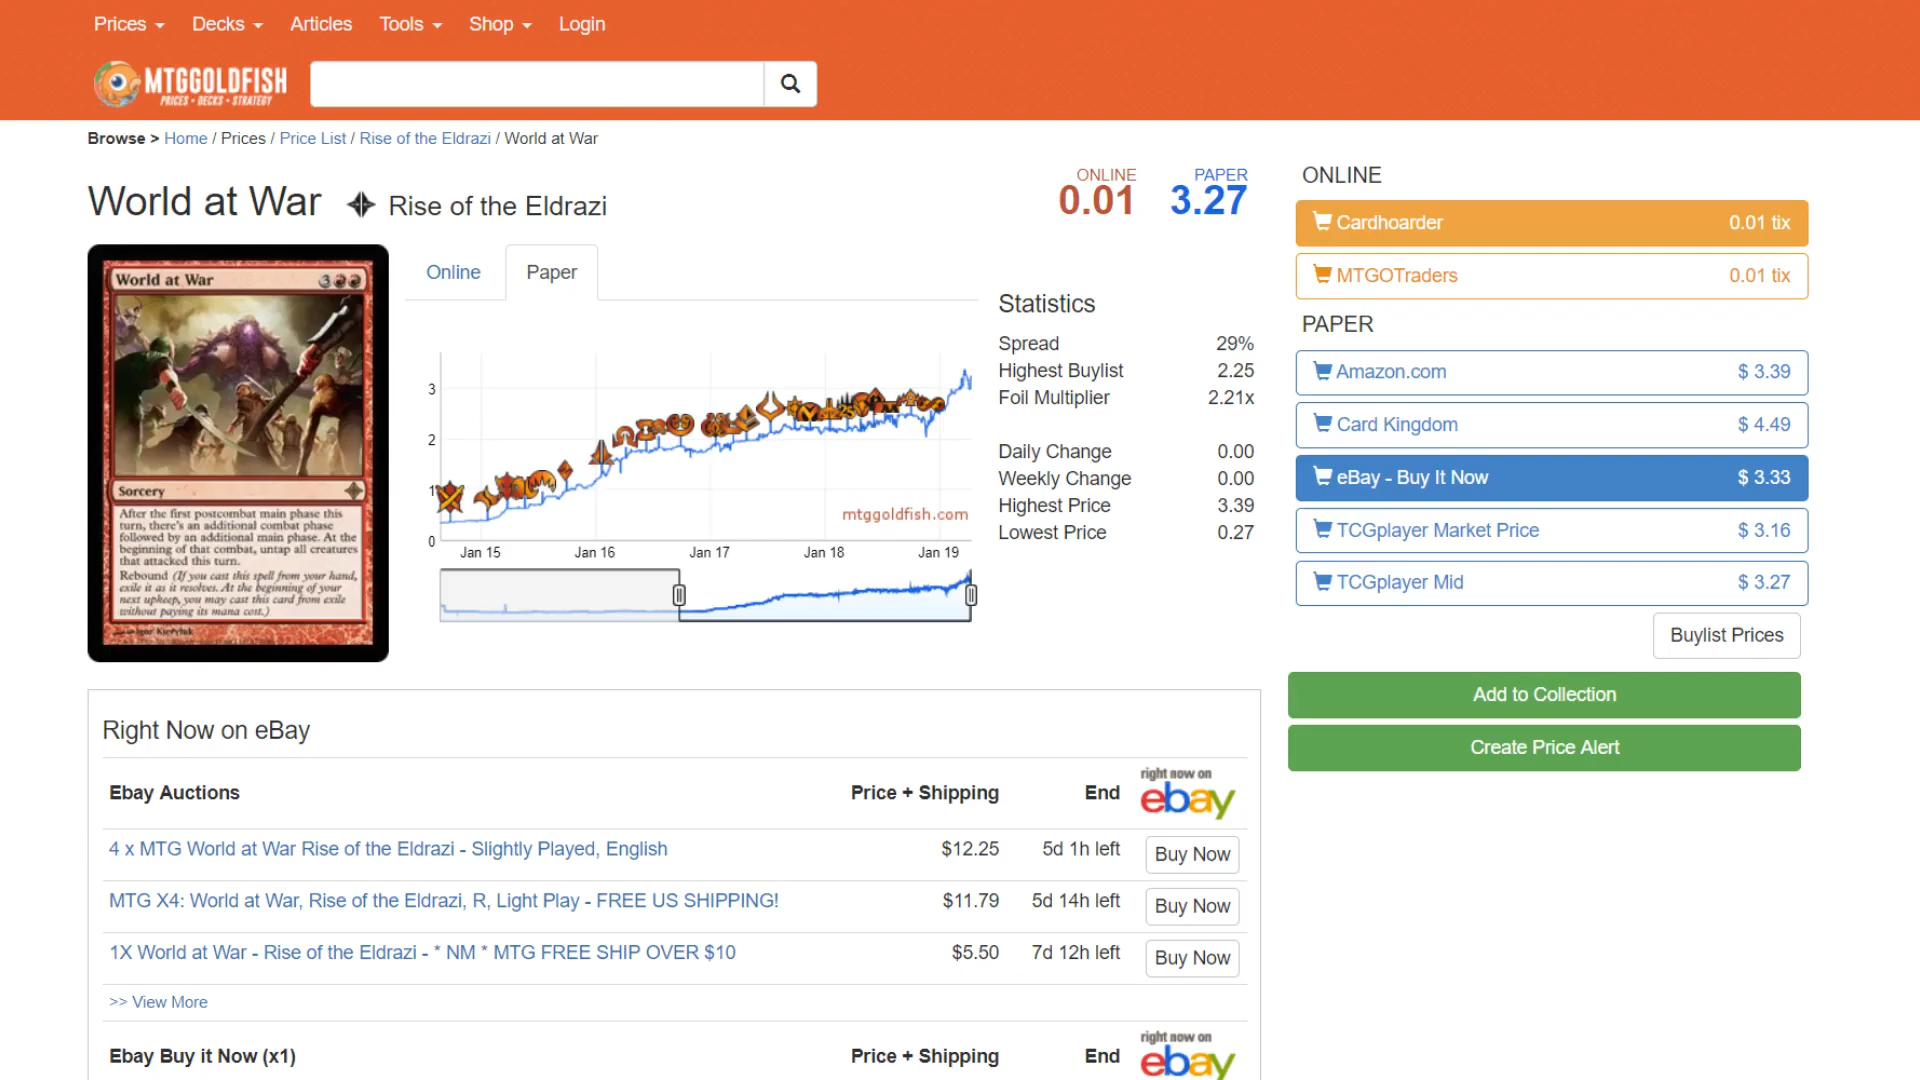 Prices Decks Articles Tools Shop Login
MTGGOLDFISH
PRICES • DECKS • STRATEGY
Browse > Home / Prices / Price List / Rise of the Eldrazi / World at War
World at War Rise of the Eldrazi
ONLINE
0.01
PAPER
3.27
World at War 3
Sorcery
After the first postcombat main phase this
turn, there's an additional combat phase
followed by an additional main phase. At the
beginning of that combat, untap all creatures
that attacked this turn.
Rebound (If you cast this spell from your hand,
exile it as it resolves. At the beginning of your
next upkeep, you may cast this card from exile
without paying its mana cost.)
Online Paper
3
2
1
0
Jan 15 Jan 16 Jan 17 Jan 18 Jan 19
mtggoldfish.com
Statistics
Spread 29%
Highest Buylist 2.25
Foil Multiplier 2.21x
Daily Change 0.00
Weekly Change 0.00
Highest Price 3.39
Lowest Price 0.27
ONLINE
Cardhoarder 0.01 tix
MTGOTraders 0.01 tix
PAPER
Amazon.com $ 3.39
Card Kingdom $ 4.49
eBay - Buy It Now $ 3.33
TCGplayer Market Price $ 3.16
TCGplayer Mid $ 3.27
Buylist Prices
Add to Collection
Create Price Alert
Right Now on eBay
Ebay Auctions Price + Shipping End right now on ebay
4 x MTG World at War Rise of the Eldrazi - Slightly Played, English $12.25 5d 1h left Buy Now
MTG X4: World at War, Rise of the Eldrazi, R, Light Play - FREE US SHIPPING! $11.79 5d 14h left Buy Now
1X World at War - Rise of the Eldrazi - * NM * MTG FREE SHIP OVER $10 $5.50 7d 12h left Buy Now
>> View More
Ebay Buy it Now (x1) Price + Shipping End right now on ebay